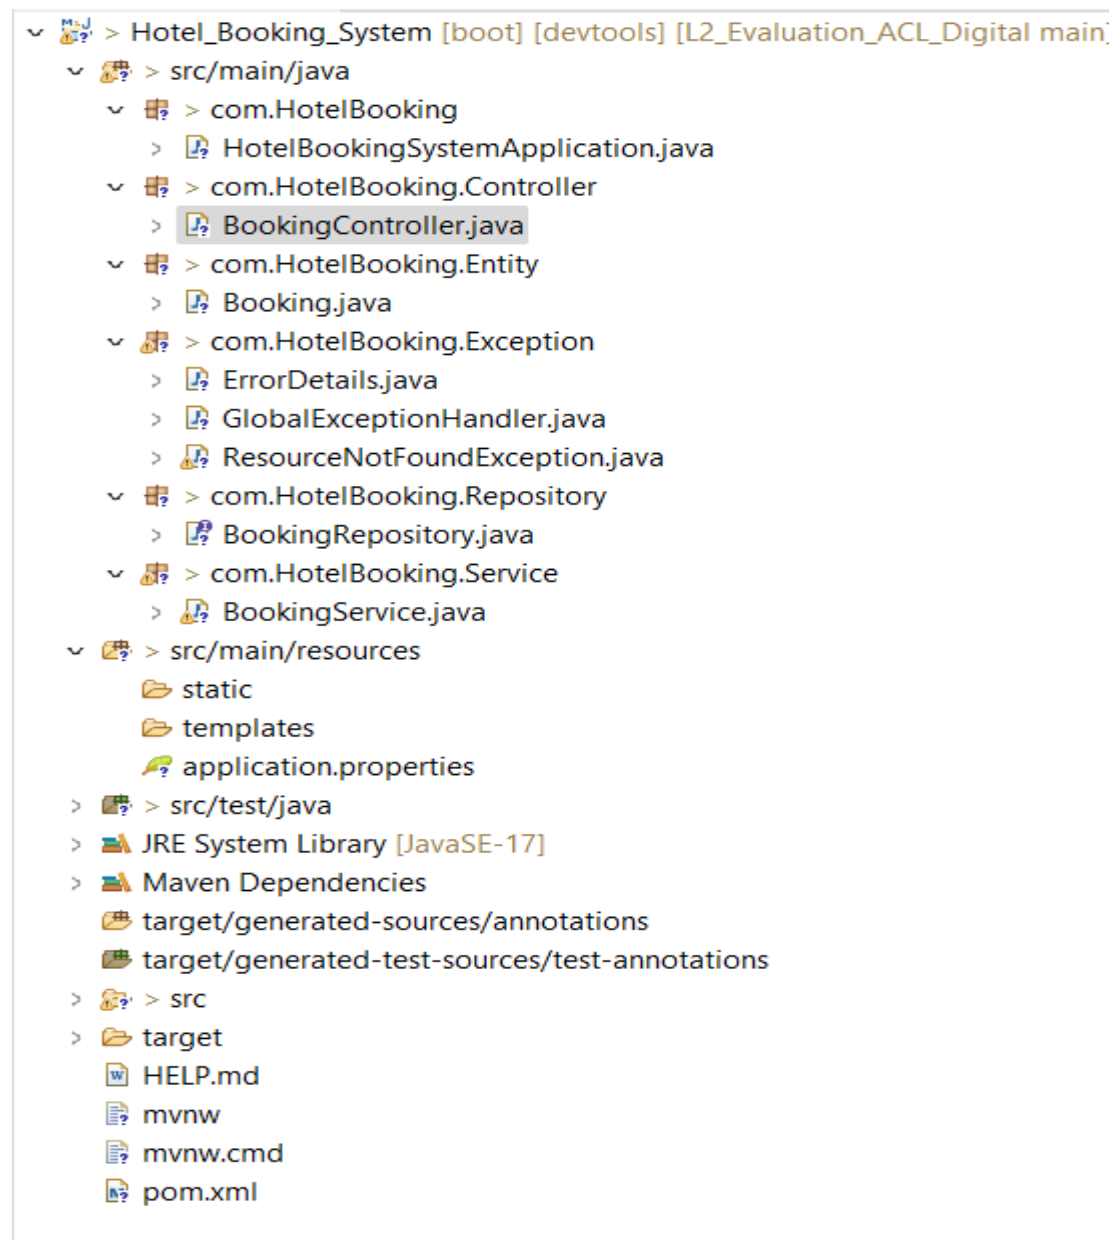 > Hotel_Booking_System [boot] [devtools] [L2_Evaluation_ACL_Digital main]
> src/main/java
> com.HotelBooking
HotelBookingSystemApplication.java
> com.HotelBooking.Controller
BookingController.java
> com.HotelBooking.Entity
Booking.java
> com.HotelBooking.Exception
ErrorDetails.java
GlobalExceptionHandler.java
ResourceNotFoundException.java
> com.HotelBooking.Repository
BookingRepository.java
> com.HotelBooking.Service
BookingService.java
> src/main/resources
static
templates
application.properties
> src/test/java
JRE System Library [JavaSE-17]
Maven Dependencies
target/generated-sources/annotations
target/generated-test-sources/test-annotations
> src
target
HELP.md
mvnw
mvnw.cmd
pom.xml